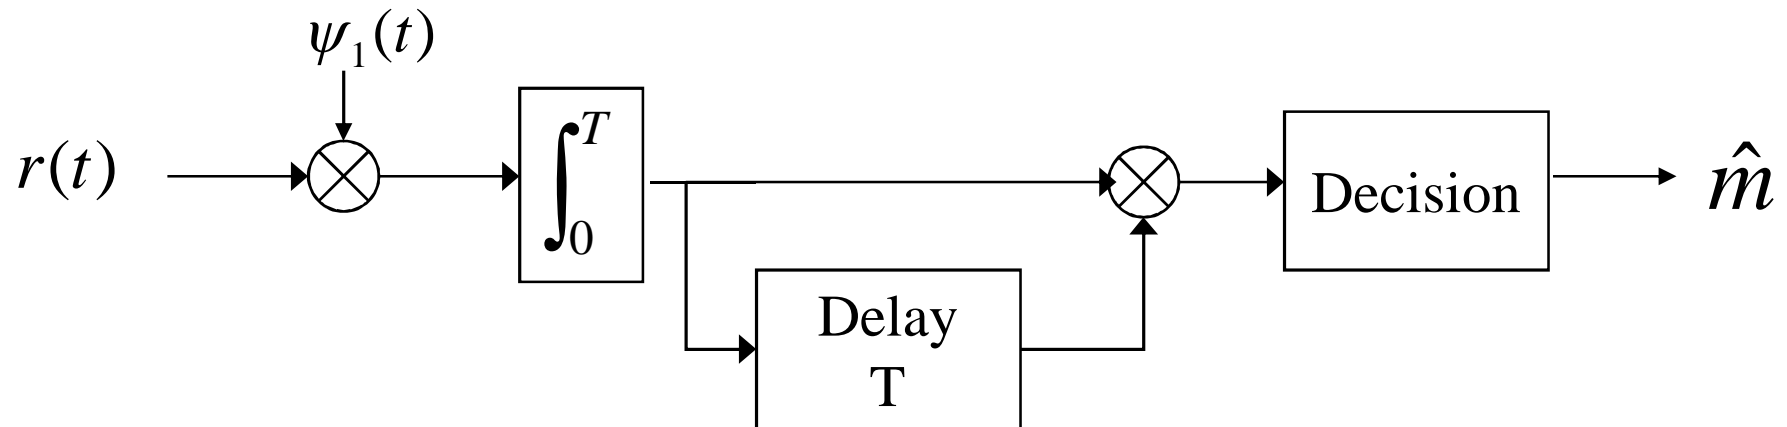 ψ₁(t)
r(t)
∫₀ᵀ
Decision
m̂
Delay
T